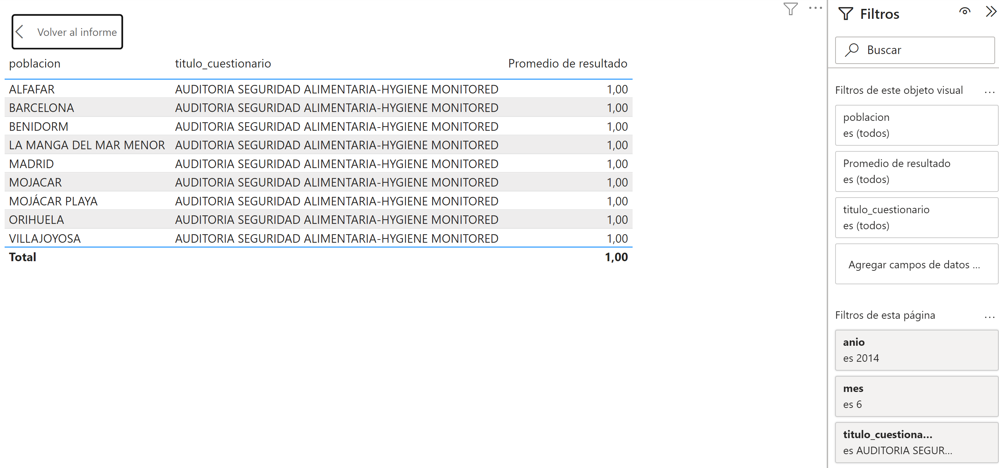 Volver al informe
poblacion titulo_cuestionario Promedio de resultado
ALFAFAR AUDITORIA SEGURIDAD ALIMENTARIA-HYGIENE MONITORED 1,00
BARCELONA AUDITORIA SEGURIDAD ALIMENTARIA-HYGIENE MONITORED 1,00
BENIDORM AUDITORIA SEGURIDAD ALIMENTARIA-HYGIENE MONITORED 1,00
LA MANGA DEL MAR MENOR AUDITORIA SEGURIDAD ALIMENTARIA-HYGIENE MONITORED 1,00
MADRID AUDITORIA SEGURIDAD ALIMENTARIA-HYGIENE MONITORED 1,00
MOJACAR AUDITORIA SEGURIDAD ALIMENTARIA-HYGIENE MONITORED 1,00
MOJÁCAR PLAYA AUDITORIA SEGURIDAD ALIMENTARIA-HYGIENE MONITORED 1,00
ORIHUELA AUDITORIA SEGURIDAD ALIMENTARIA-HYGIENE MONITORED 1,00
VILLAJOYOSA AUDITORIA SEGURIDAD ALIMENTARIA-HYGIENE MONITORED 1,00
Total 1,00
Filtros
Buscar
Filtros de este objeto visual ...
poblacion
es (todos)
Promedio de resultado
es (todos)
titulo_cuestionario
es (todos)
Agregar campos de datos ...
Filtros de esta página ...
anio
es 2014
mes
es 6
titulo_cuestiona...
es AUDITORIA SEGUR...